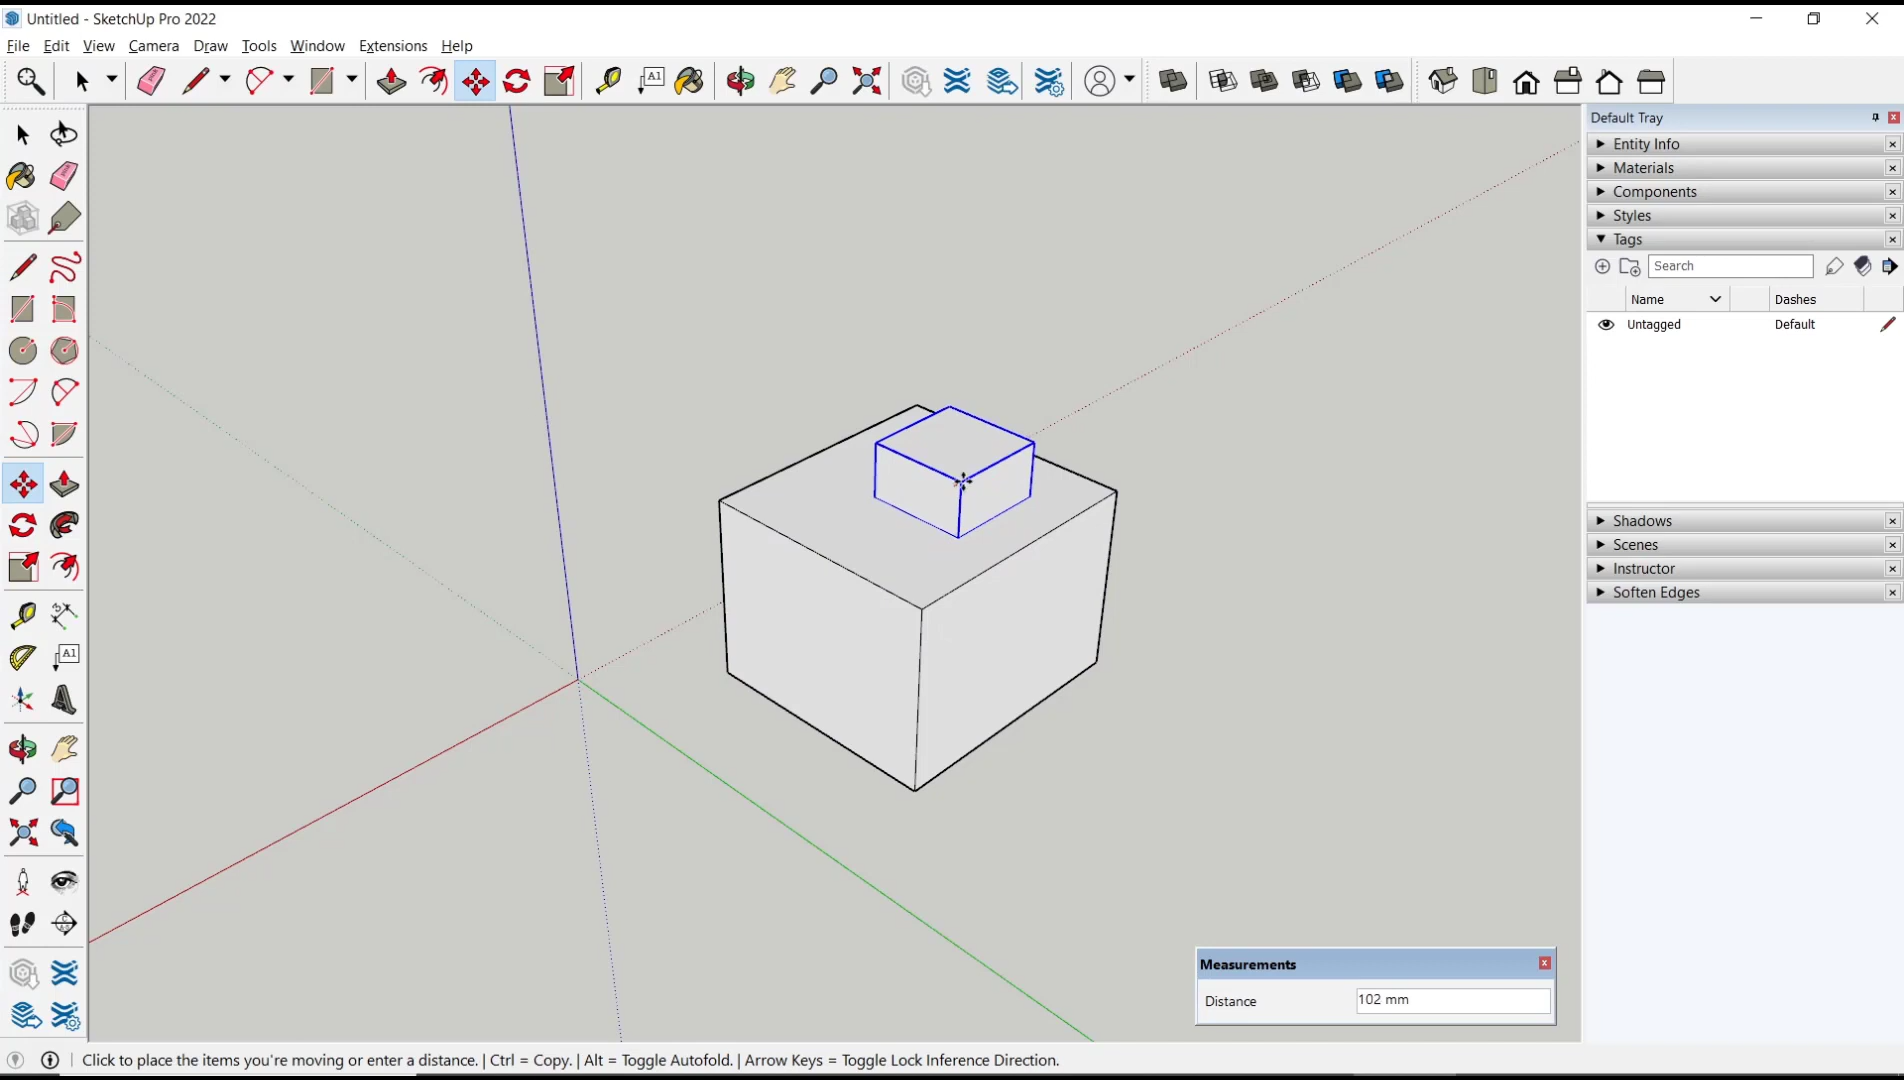 Untitled - SketchUp Pro 2022
File Edit View Camera Draw Tools Window Extensions Help
A1
Default Tray
Entity Info
Materials
Components
Styles
Tags
Search
Name Dashes
Untagged Default
Shadows
Scenes
Instructor
Soften Edges
A1
Measurements
Distance 102 mm
Click to place the items you're moving or enter a distance. | Ctrl = Copy. | Alt = Toggle Autofold. | Arrow Keys = Toggle Lock Inference Direction.